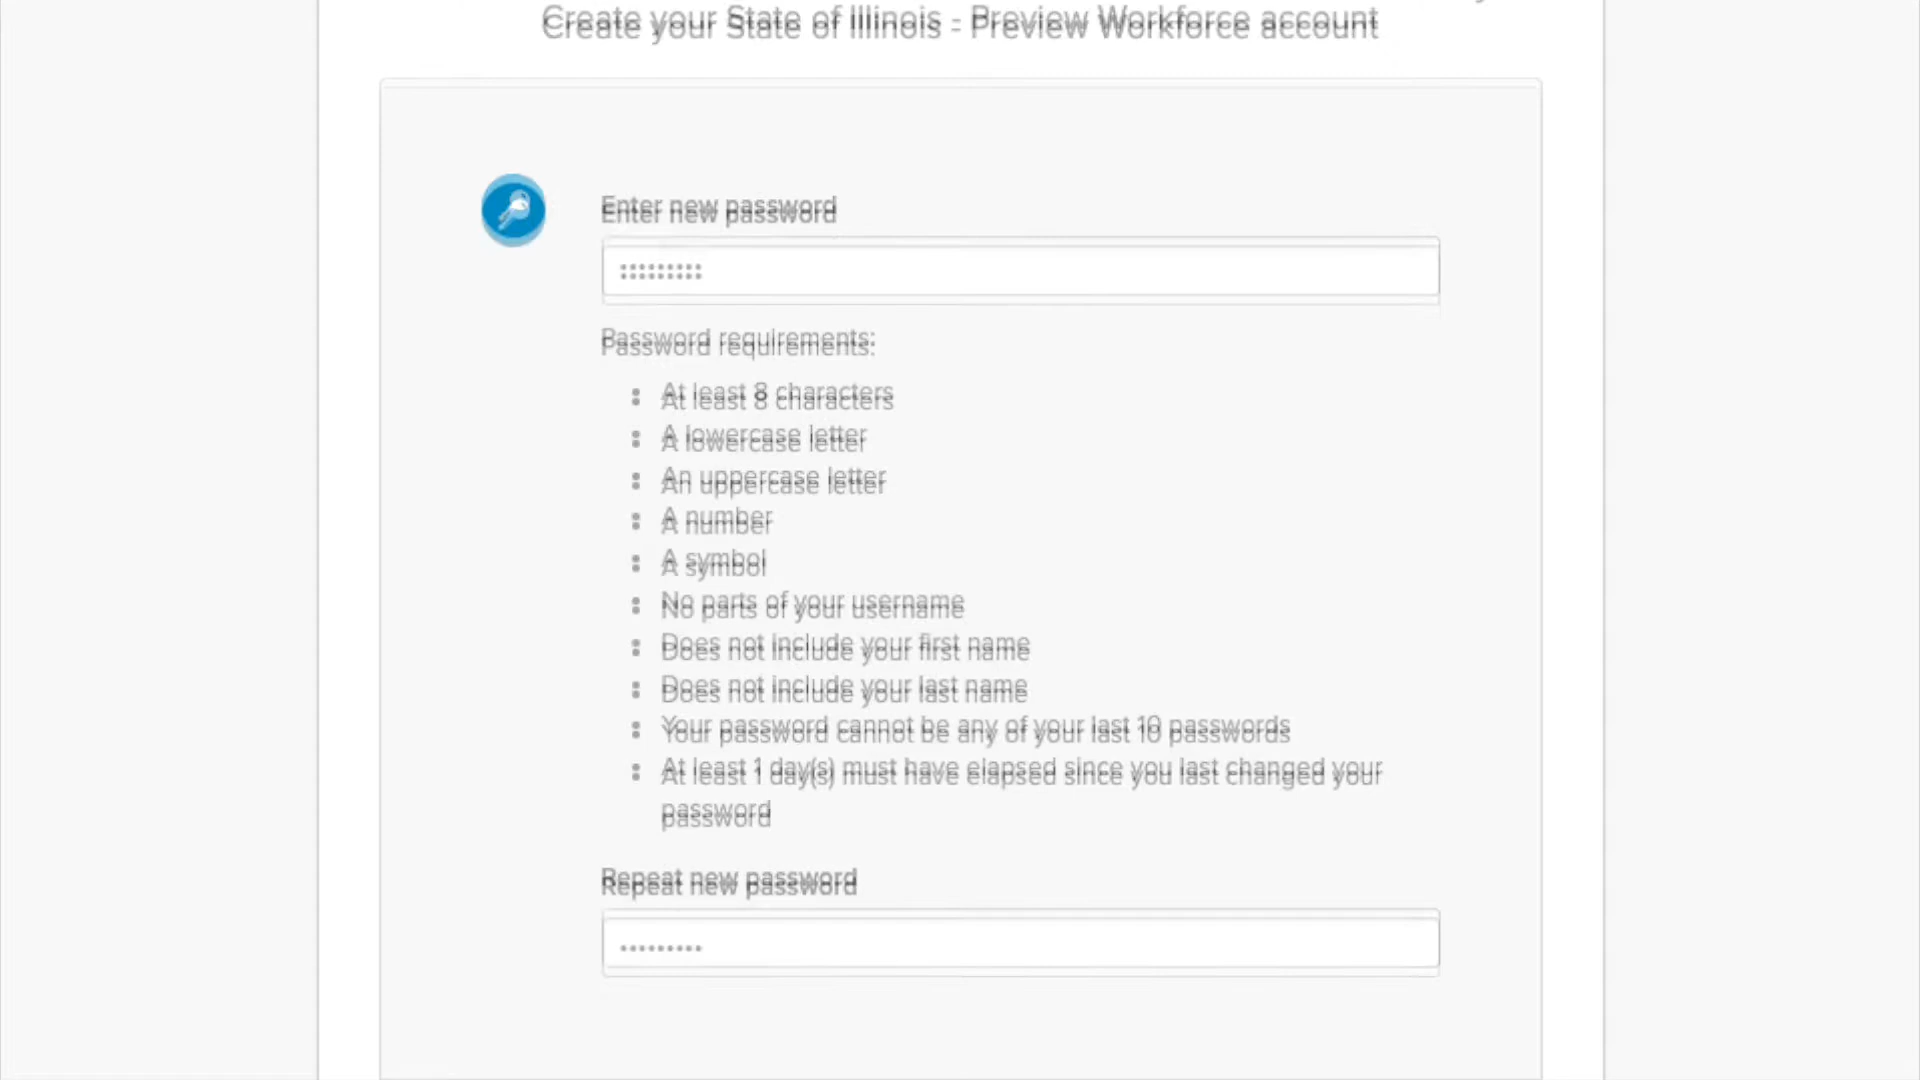 Create your State of Illinois - Preview Workforce account
Enter new password
•••••••••
Password requirements:
• At least 8 characters
• A lowercase letter
• An uppercase letter
• A number
• A symbol
• No parts of your username
• Does not include your first name
• Does not include your last name
• Your password cannot be any of your last 10 passwords
• At least 1 day(s) must have elapsed since you last changed your
password
Repeat new password
•••••••••